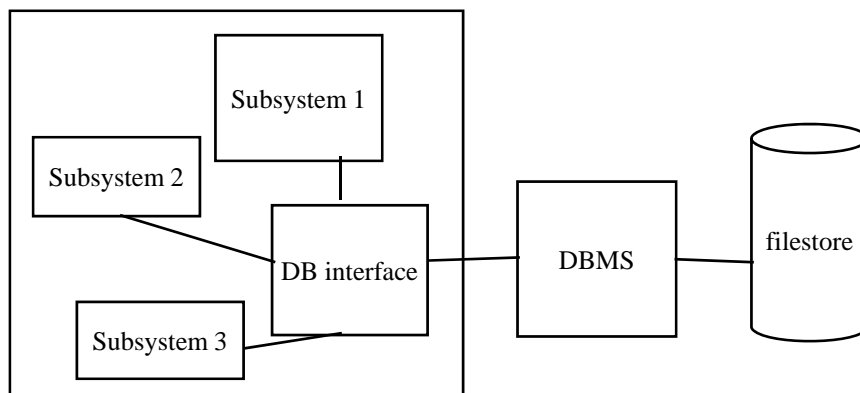 Subsystem 1
Subsystem 2
DB interface
Subsystem 3
DBMS
filestore